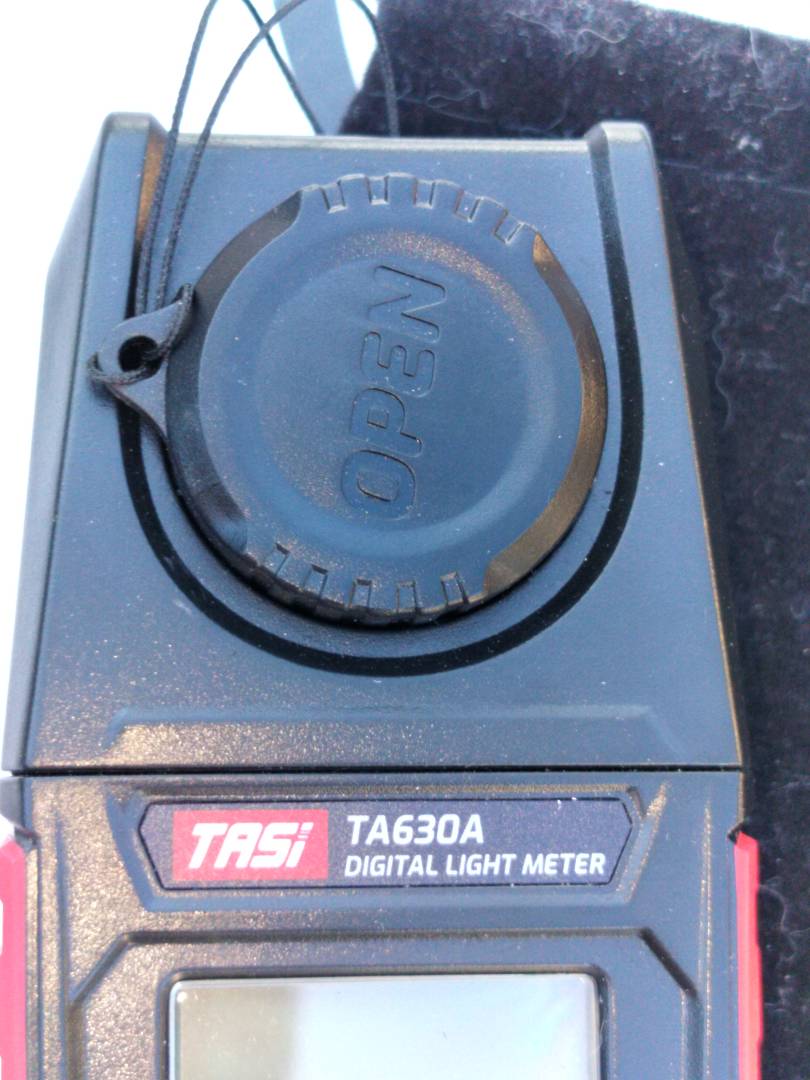 OPEN
TASi
TA630A
DIGITAL LIGHT METER